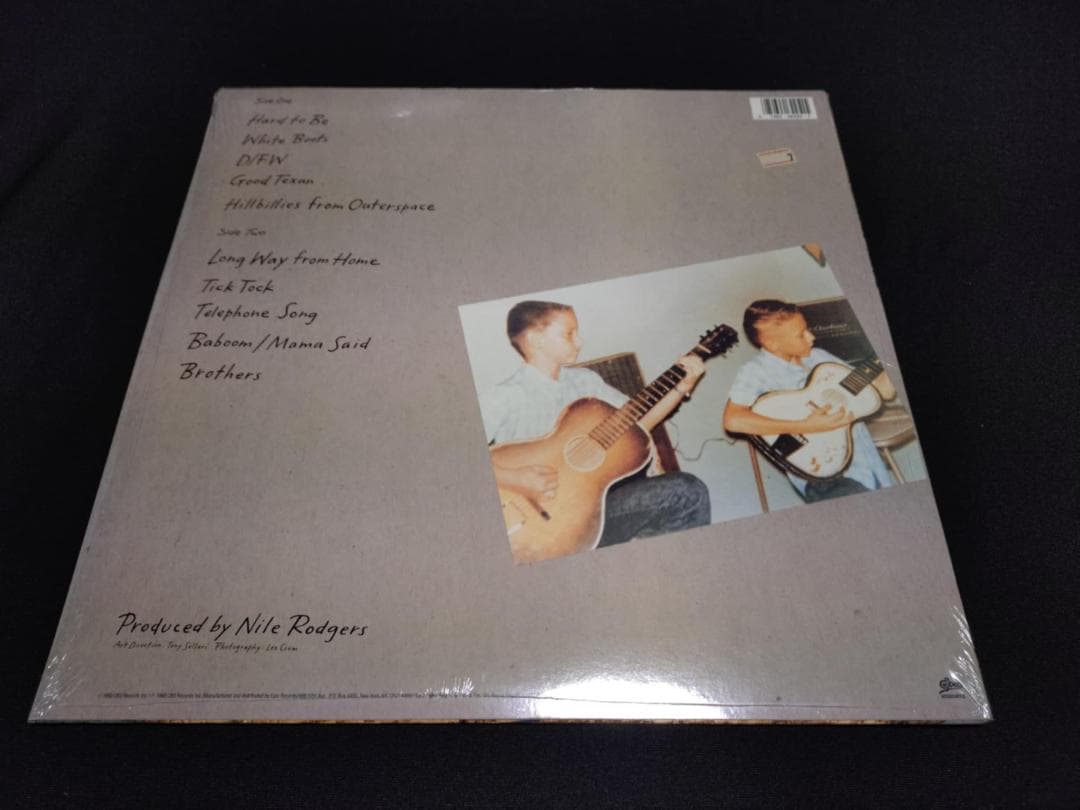 Side One
Hard to Be
White Boots
D/FW
Good Texan
Hillbillies from Outerspace
Side Two
Long Way from Home
Tick Tock
Telephone Song
Baboom/Mama Said
Brothers
Produced by Nile Rodgers
Art Direction: Tony Sellari Photography: Lee Crum
7